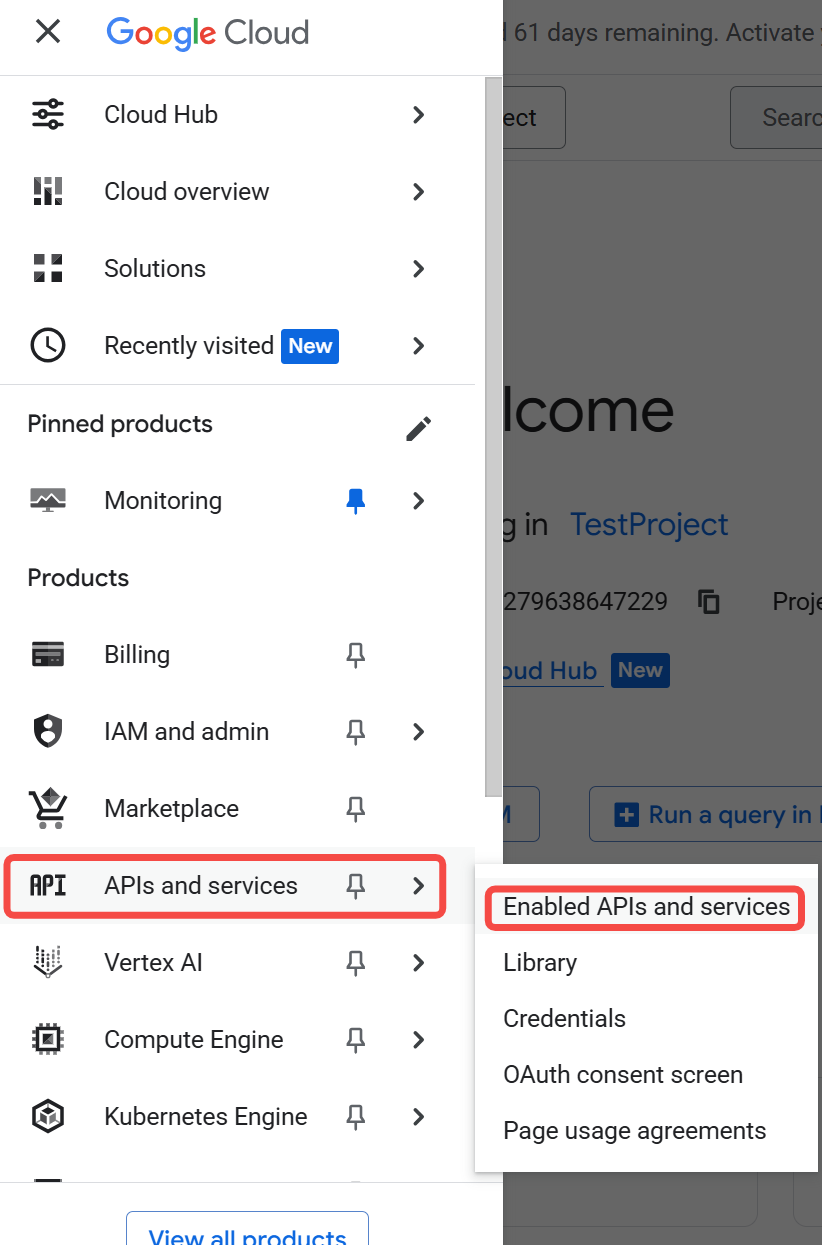 Google Cloud
61 days remaining. Activate
Cloud Hub
Cloud overview
Solutions
Recently visited New
Pinned products
Monitoring
Products
Billing
IAM and admin
Marketplace
API APIs and services
Vertex AI
Compute Engine
Kubernetes Engine
View all products
ect
Searc
lcome
g in TestProject
279638647229
Proje
oud Hub New
M
Run a query in
Enabled APIs and services
Library
Credentials
OAuth consent screen
Page usage agreements